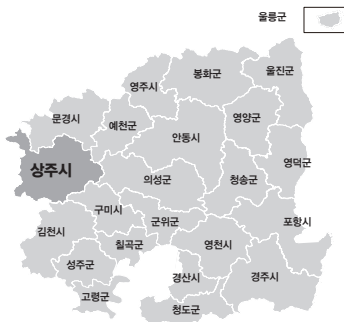 울릉군
봉화군
울진군
영주시
문경시
예천군
안동시
영양군
상주시
의성군
청송군
영덕군
구미시
군위군
포항시
김천시
칠곡군
영천시
성주군
경산시
경주시
고령군
청도군